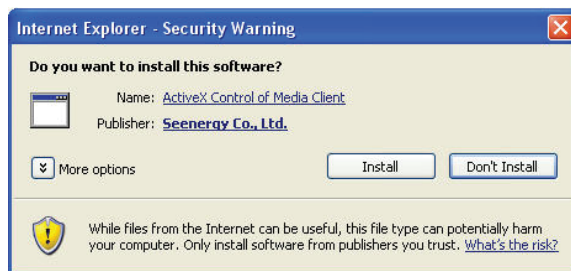 Internet Explorer - Security Warning
Do you want to install this software?
Name: ActiveX Control of Media Client
Publisher: Seenergy Co., Ltd.
More options Install Don't Install
While files from the Internet can be useful, this file type can potentially harm
your computer. Only install software from publishers you trust. What's the risk?